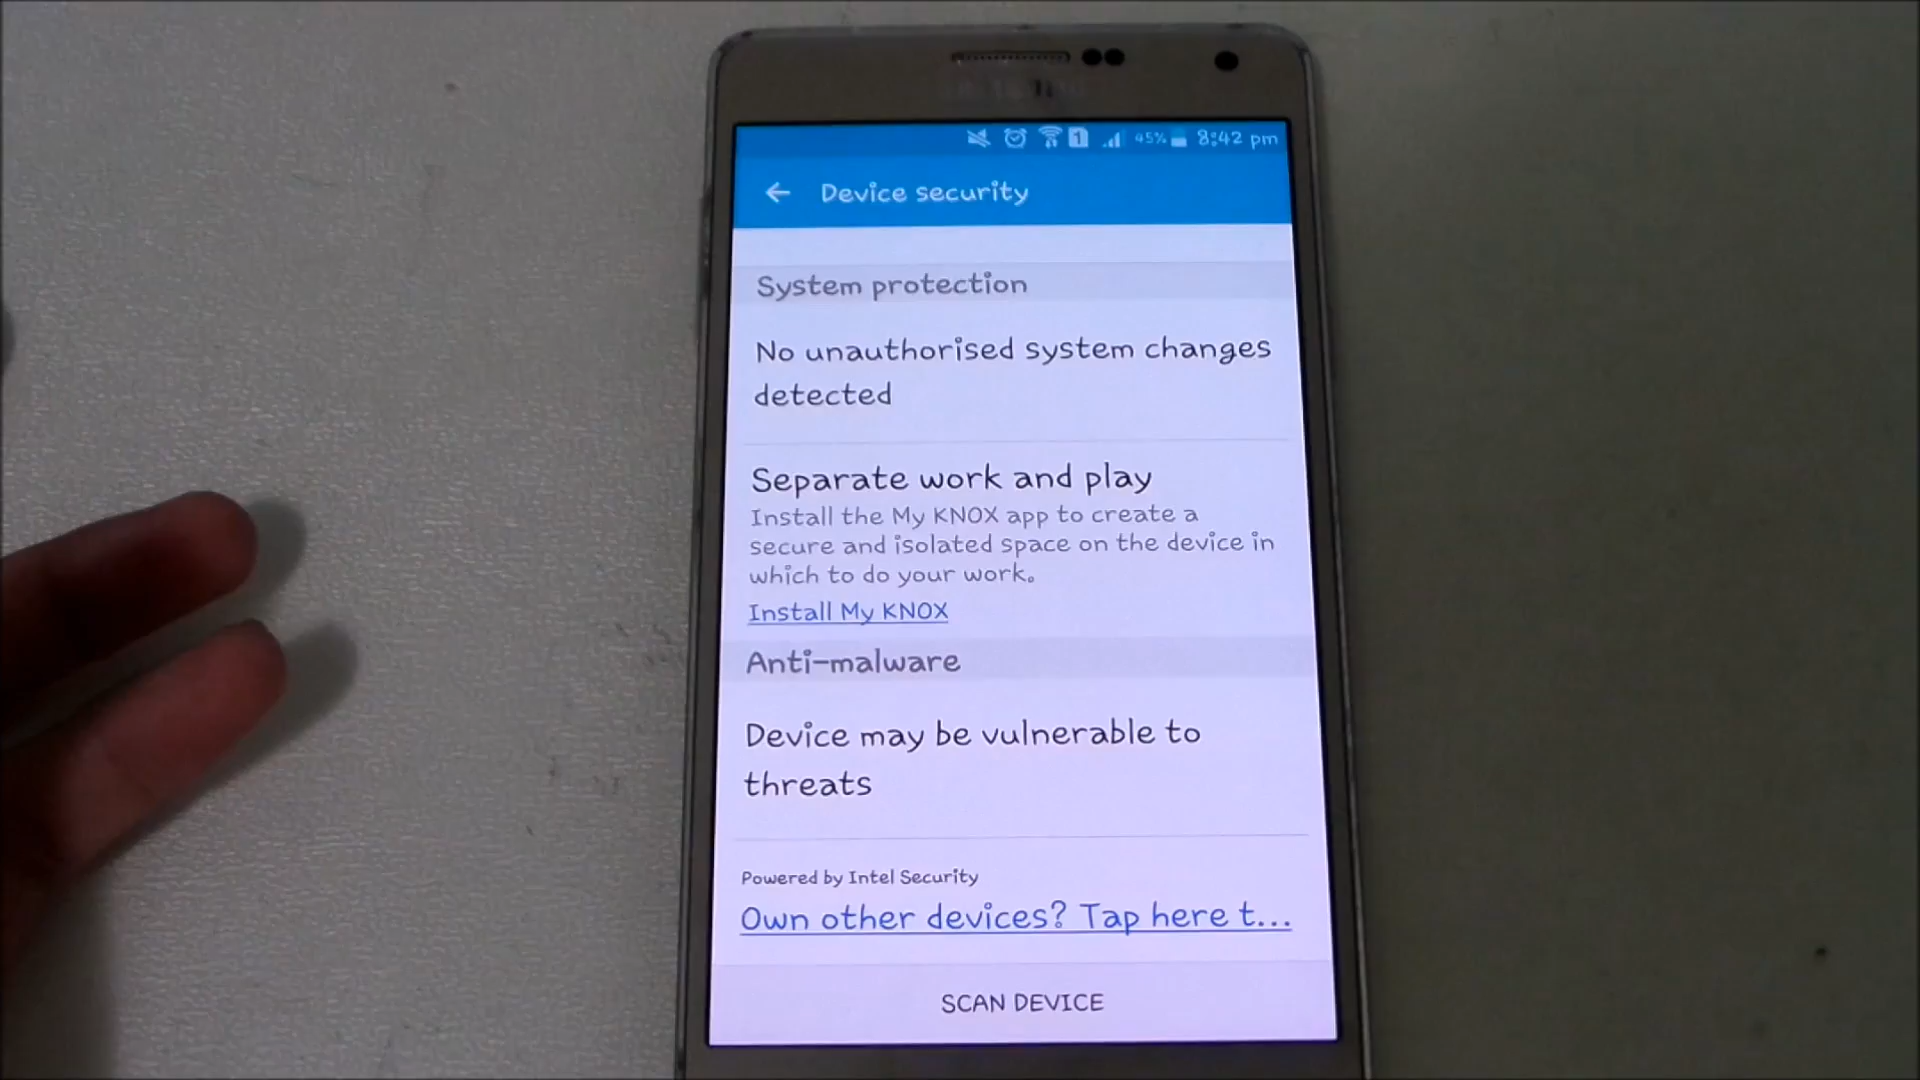 1 45% 8:42 pm
Device security
System protection
No unauthorised system changes
detected
Separate work and play
Install the My KNOX app to create a
secure and isolated space on the device in
which to do your work.
Install My KNOX
Anti-malware
Device may be vulnerable to
threats
Powered by Intel Security
Own other devices? Tap here t...
SCAN DEVICE